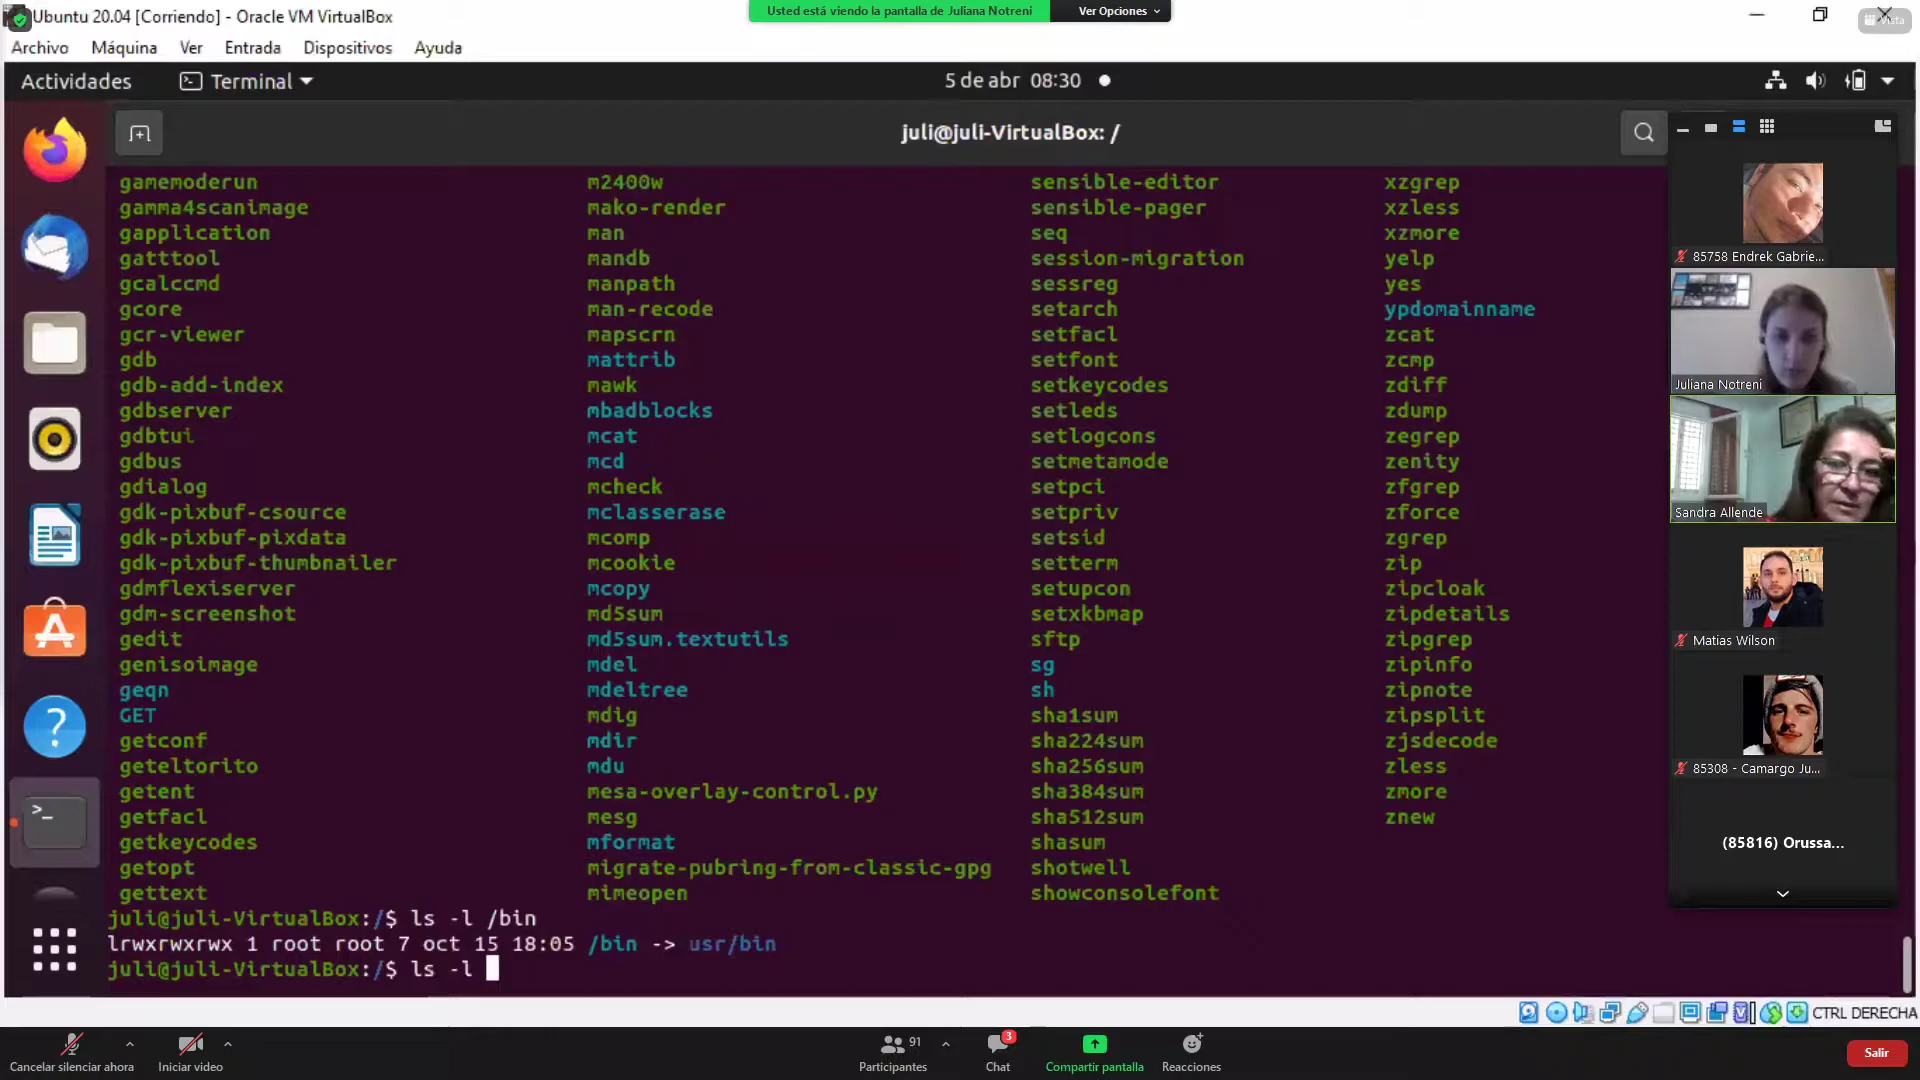 Ubuntu 20.04 [Corriendo] - Oracle VM VirtualBox
Usted está viendo la pantalla de Juliana Notreni
Ver Opciones
Vista
Archivo Máquina Ver Entrada Dispositivos Ayuda
Actividades Terminal 5 de abr 08:30
juli@juli-VirtualBox: /
gamemoderun m2400w sensible-editor xzgrep
gamma4scanimage mako-render sensible-pager xzless
gapplication man seq xzmore
gatttool mandb session-migration yelp
gcalccmd manpath sessreg yes
gcore man-recode setarch ypdomainname
gcr-viewer mapscrn setfacl zcat
gdb mattrib setfont zcmp
gdb-add-index mawk setkeycodes zdiff
gdbserver mbadblocks setleds zdump
gdbtui mcat setlogcons zegrep
gdbus mcd setmetamode zenity
gdialog mcheck setpci zfgrep
gdk-pixbuf-csource mclasserase setpriv zforce
gdk-pixbuf-pixdata mcomp setsid zgrep
gdk-pixbuf-thumbnailer mcookie setterm zip
gdmflexiserver mcopy setupcon zipcloak
gdm-screenshot md5sum setxkbmap zipdetails
gedit md5sum.textutils sftp zipgrep
genisoimage mdel sg zipinfo
geqn mdeltree sh zipnote
GET mdig sha1sum zipsplit
getconf mdir sha224sum zjsdecode
geteltorito mdu sha256sum zless
getent mesa-overlay-control.py sha384sum zmore
getfacl mesg sha512sum znew
getkeycodes mformat shasum
getopt migrate-pubring-from-classic-gpg shotwell
gettext mimeopen showconsolefont
juli@juli-VirtualBox:/$ ls -l /bin
lrwxrwxrwx 1 root root 7 oct 15 18:05 /bin -> usr/bin
juli@juli-VirtualBox:/$ ls -l
85758 Endrek Gabrie...
Juliana Notreni
Sandra Allende
Matias Wilson
85308 - Camargo Ju...
(85816) Orussa...
CTRL DERECHA
Cancelar silenciar ahora
Iniciar video
91
Participantes
3
Chat
Compartir pantalla
Reacciones
Salir